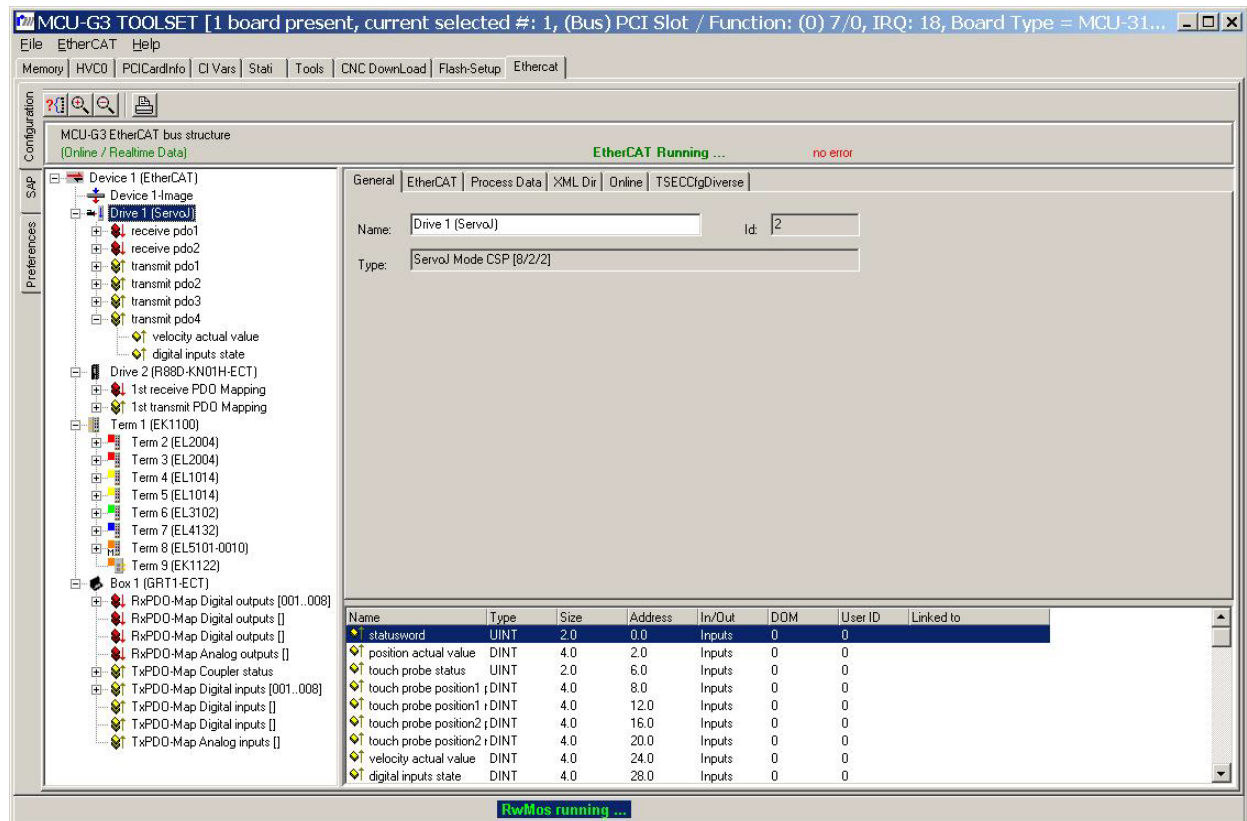 MCU-G3 TOOLSET [1 board present, current selected #: 1, (Bus) PCI Slot / Function: (0) 7/0, IRQ: 18, Board Type = MCU-31...
File EtherCAT Help
Memory HVC0 PCICardInfo CI Vars Stati Tools CNC DownLoad Flash-Setup Ethercat
Configuration
SAP
Preferences
MCU-G3 EtherCAT bus structure
(Online / Realtime Data) EtherCAT Running ... no error
Device 1 (EtherCAT)
Device 1-Image
Drive 1 (ServoJ)
receive pdo1
receive pdo2
transmit pdo1
transmit pdo2
transmit pdo3
transmit pdo4
velocity actual value
digital inputs state
Drive 2 (R88D-KN01H-ECT)
1st receive PDO Mapping
1st transmit PDO Mapping
Term 1 (EK1100)
Term 2 (EL2004)
Term 3 (EL2004)
Term 4 (EL1014)
Term 5 (EL1014)
Term 6 (EL3102)
Term 7 (EL4132)
Term 8 (EL5101-0010)
Term 9 (EK1122)
Box 1 (GRT1-ECT)
RxPDO-Map Digital outputs [001..008]
RxPDO-Map Digital outputs []
RxPDO-Map Digital outputs []
RxPDO-Map Analog outputs []
TxPDO-Map Coupler status
TxPDO-Map Digital inputs [001..008]
TxPDO-Map Digital inputs []
TxPDO-Map Digital inputs []
TxPDO-Map Analog inputs []
General EtherCAT Process Data XML Dir Online TSECCfgDiverse
Name: Drive 1 (ServoJ) Id: 2
Type: ServoJ Mode CSP [8/2/2]
Name Type Size Address In/Out DOM User ID Linked to
statusword UINT 2.0 0.0 Inputs 0 0
position actual value DINT 4.0 2.0 Inputs 0 0
touch probe status UINT 2.0 6.0 Inputs 0 0
touch probe position1 DINT 4.0 8.0 Inputs 0 0
touch probe position1 DINT 4.0 12.0 Inputs 0 0
touch probe position2 DINT 4.0 16.0 Inputs 0 0
touch probe position2 DINT 4.0 20.0 Inputs 0 0
velocity actual value DINT 4.0 24.0 Inputs 0 0
digital inputs state DINT 4.0 28.0 Inputs 0 0
RwMos running ...